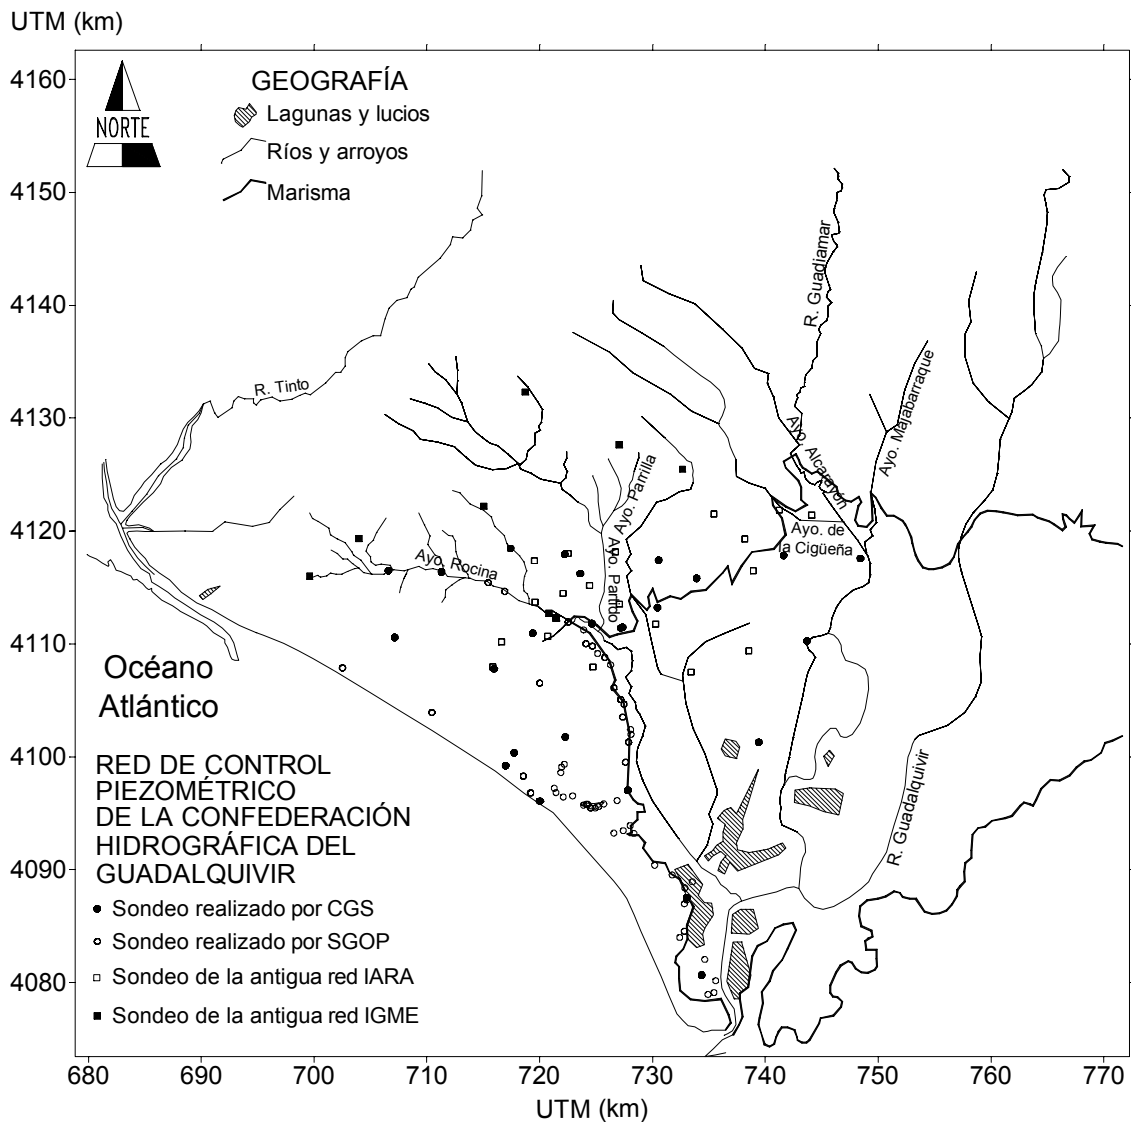 UTM (km)
4160
4150
4140
4130
4120
4110
4100
4090
4080
NORTE
GEOGRAFÍA
Lagunas y lucios
Ríos y arroyos
Marisma
R. Tinto
R. Guadiamar
Ayo. Majabarraque
Ayo. Alcarayón
Ayo. Parrilla
Ayo. de
la Cigüeña
Ayo. Partido
Ayo. Rocina
R. Guadalquivir
Océano
Atlántico
RED DE CONTROL
PIEZOMÉTRICO
DE LA CONFEDERACIÓN
HIDROGRÁFICA DEL
GUADALQUIVIR
Sondeo realizado por CGS
Sondeo realizado por SGOP
Sondeo de la antigua red IARA
Sondeo de la antigua red IGME
680 690 700 710 720 730 740 750 760 770
UTM (km)